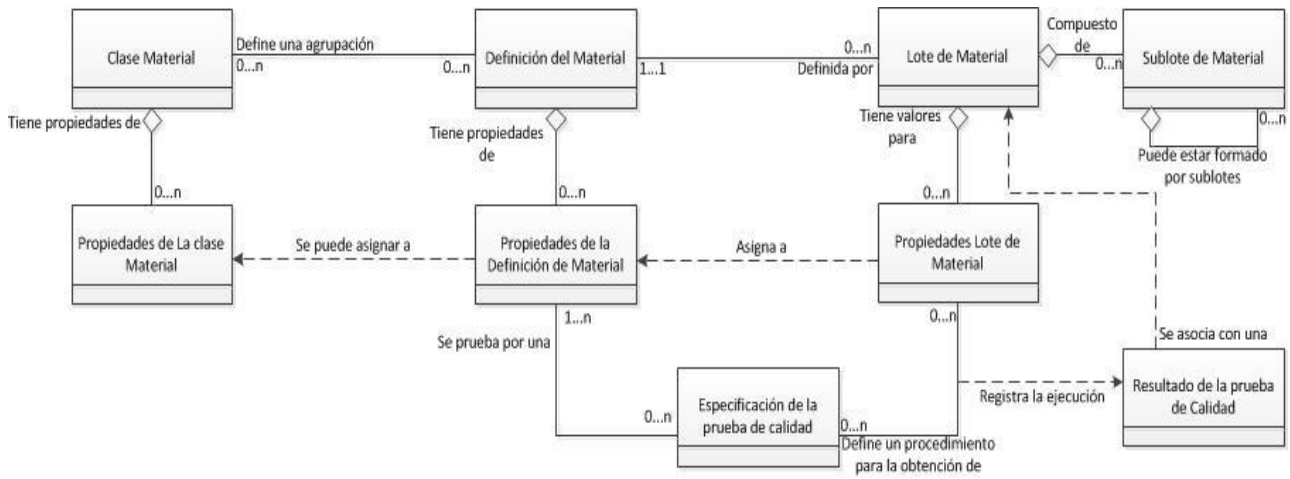 Clase Material
Define una agrupación
0...n
0...n
Definición del Material
1...1
0...n
Definida por
Lote de Material
Compuesto
de
0...n
Sublote de Material
Tiene propiedades de
Tiene propiedades
de
Tiene valores
para
0...n
Puede estar formado
por sublotes
0...n
0...n
0...n
Propiedades de La clase
Material
Se puede asignar a
Propiedades de la
Definición de Material
Asigna a
Propiedades Lote de
Material
1...n
0...n
Se prueba por una
Se asocia con una
Especificación de la
prueba de calidad
Registra la ejecución
Resultado de la prueba
de Calidad
0...n
0...n
Define un procedimiento
para la obtención de